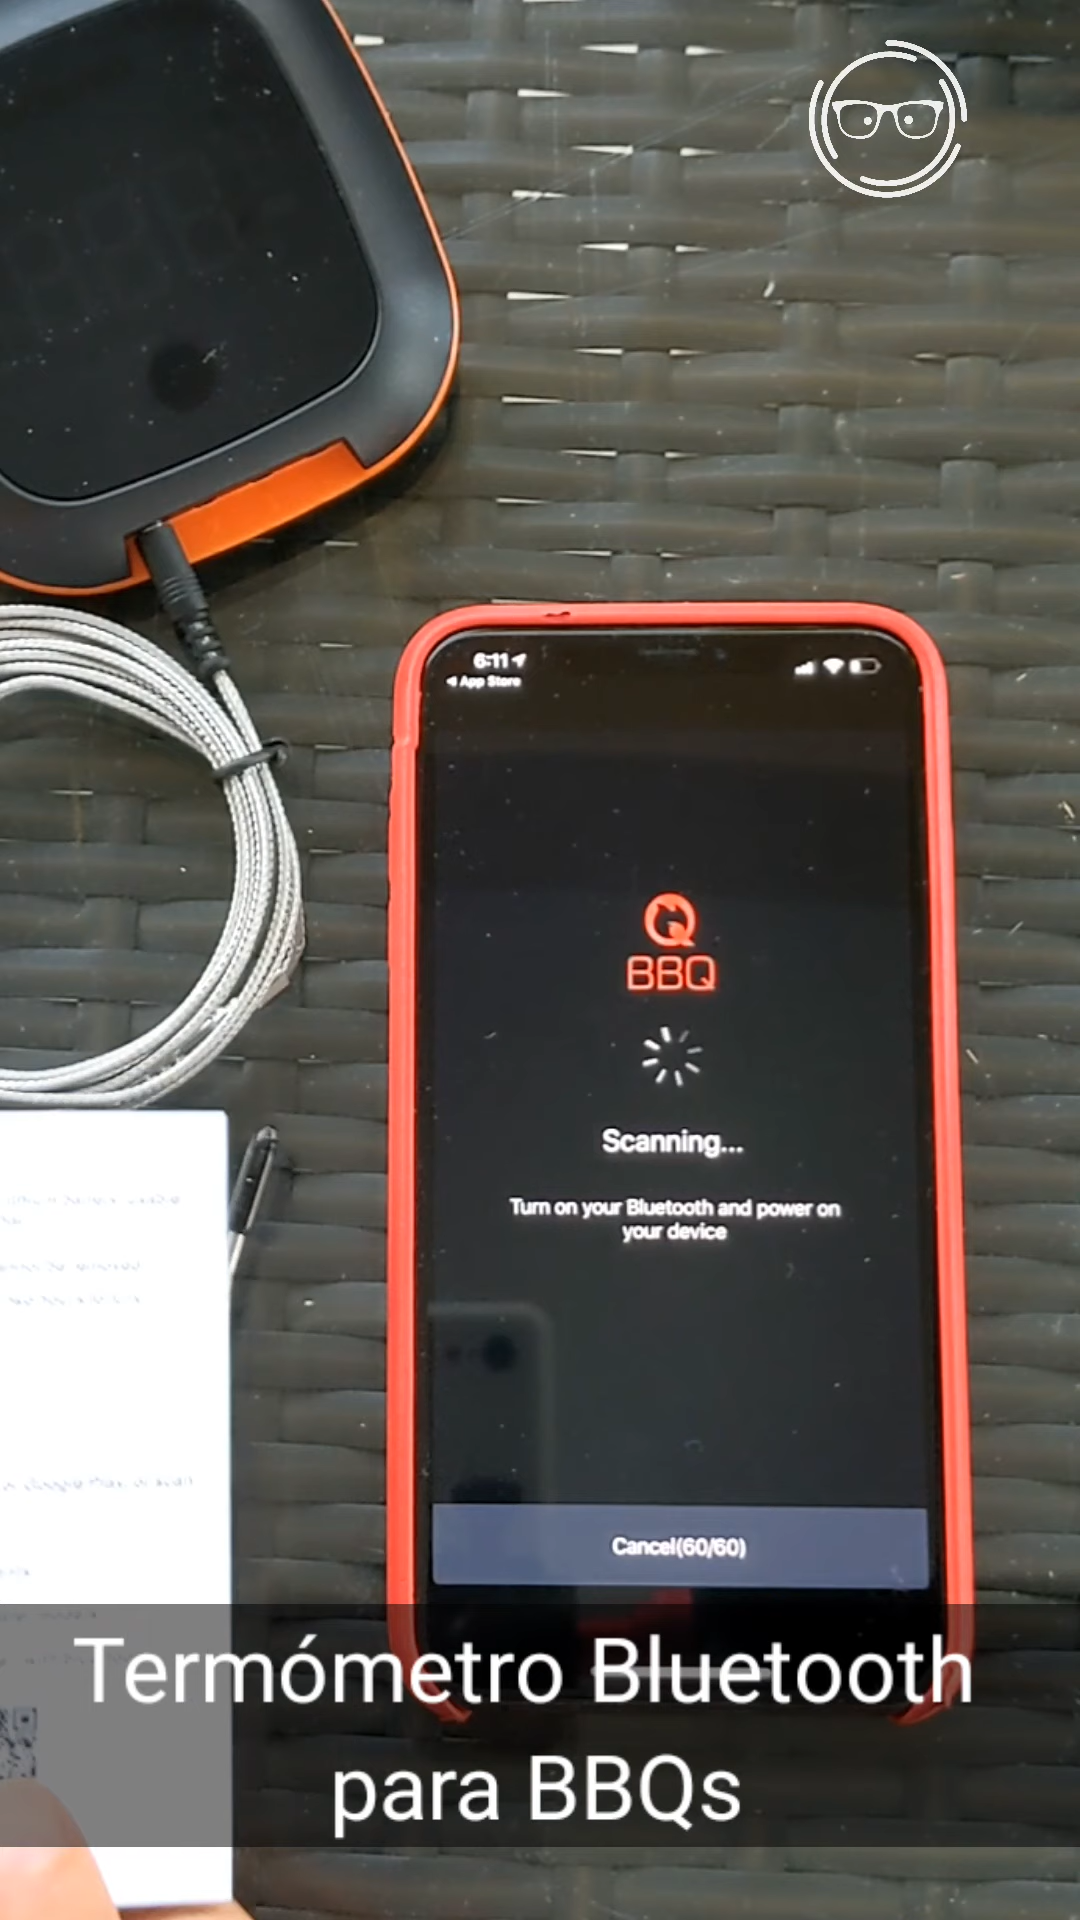 6:11
App Store
BBQ
Scanning...
Turn on your Bluetooth and power on
your device
Cancel(60/60)
Termómetro Bluetooth
para BBQs